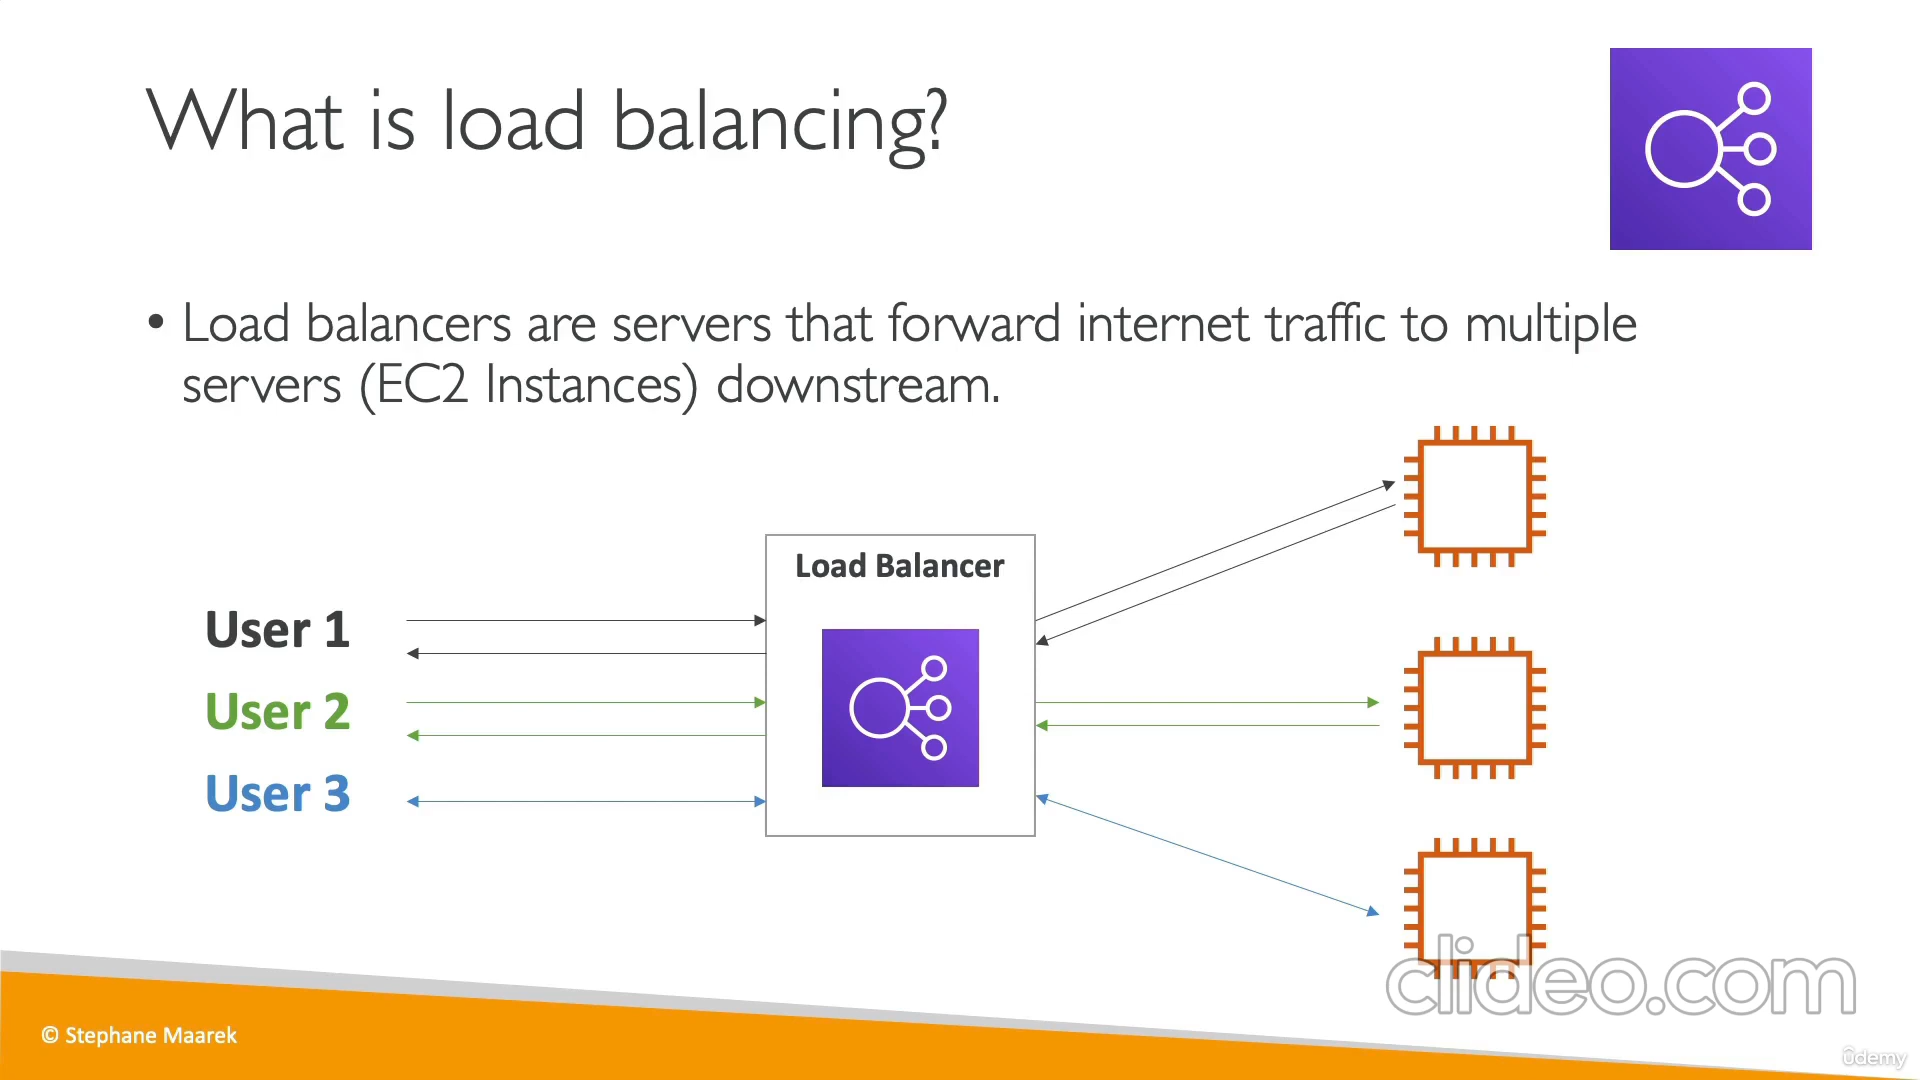 What is load balancing?
• Load balancers are servers that forward internet traffic to multiple
servers (EC2 Instances) downstream.
Load Balancer
User 1
User 2
User 3
clideo.com
© Stephane Maarek
ûdemy